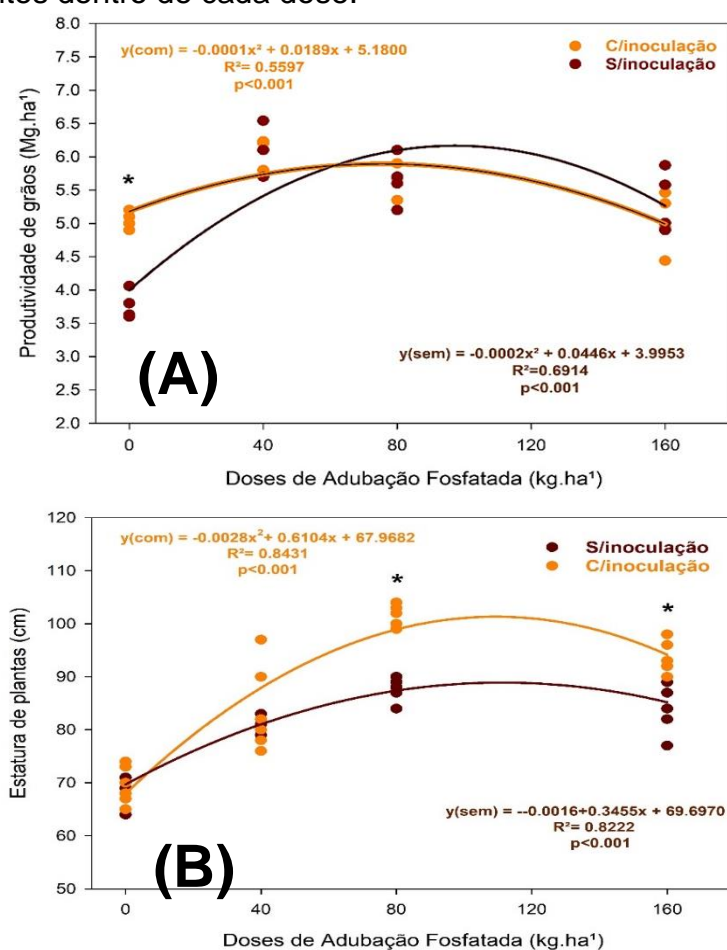 dentro de cada dose.
8.0
y(com) = -0.0001x² + 0.0189x + 5.1800
R²= 0.5597
p<0.001
C/inoculação
S/inoculação
7.5
7.0
6.5
6.0
5.5
5.0
4.5
4.0
3.5
3.0
2.5
2.0
Produtividade de grãos (Mg.ha¹)
*
(A)
y(sem) = -0.0002x² + 0.0446x + 3.9953
R²=0.6914
p<0.001
0 40 80 120 160
Doses de Adubação Fosfatada (kg.ha¹)
120
y(com) = -0.0028x²+ 0.6104x + 67.9682
R²= 0.8431
p<0.001
S/inoculação
C/inoculação
110
100
90
80
70
60
50
Estatura de plantas (cm)
*
*
(B)
y(sem) = --0.0016+0.3455x + 69.6970
R²= 0.8222
p<0.001
0 40 80 120 160
Doses de Adubação Fosfatada (kg.ha¹)